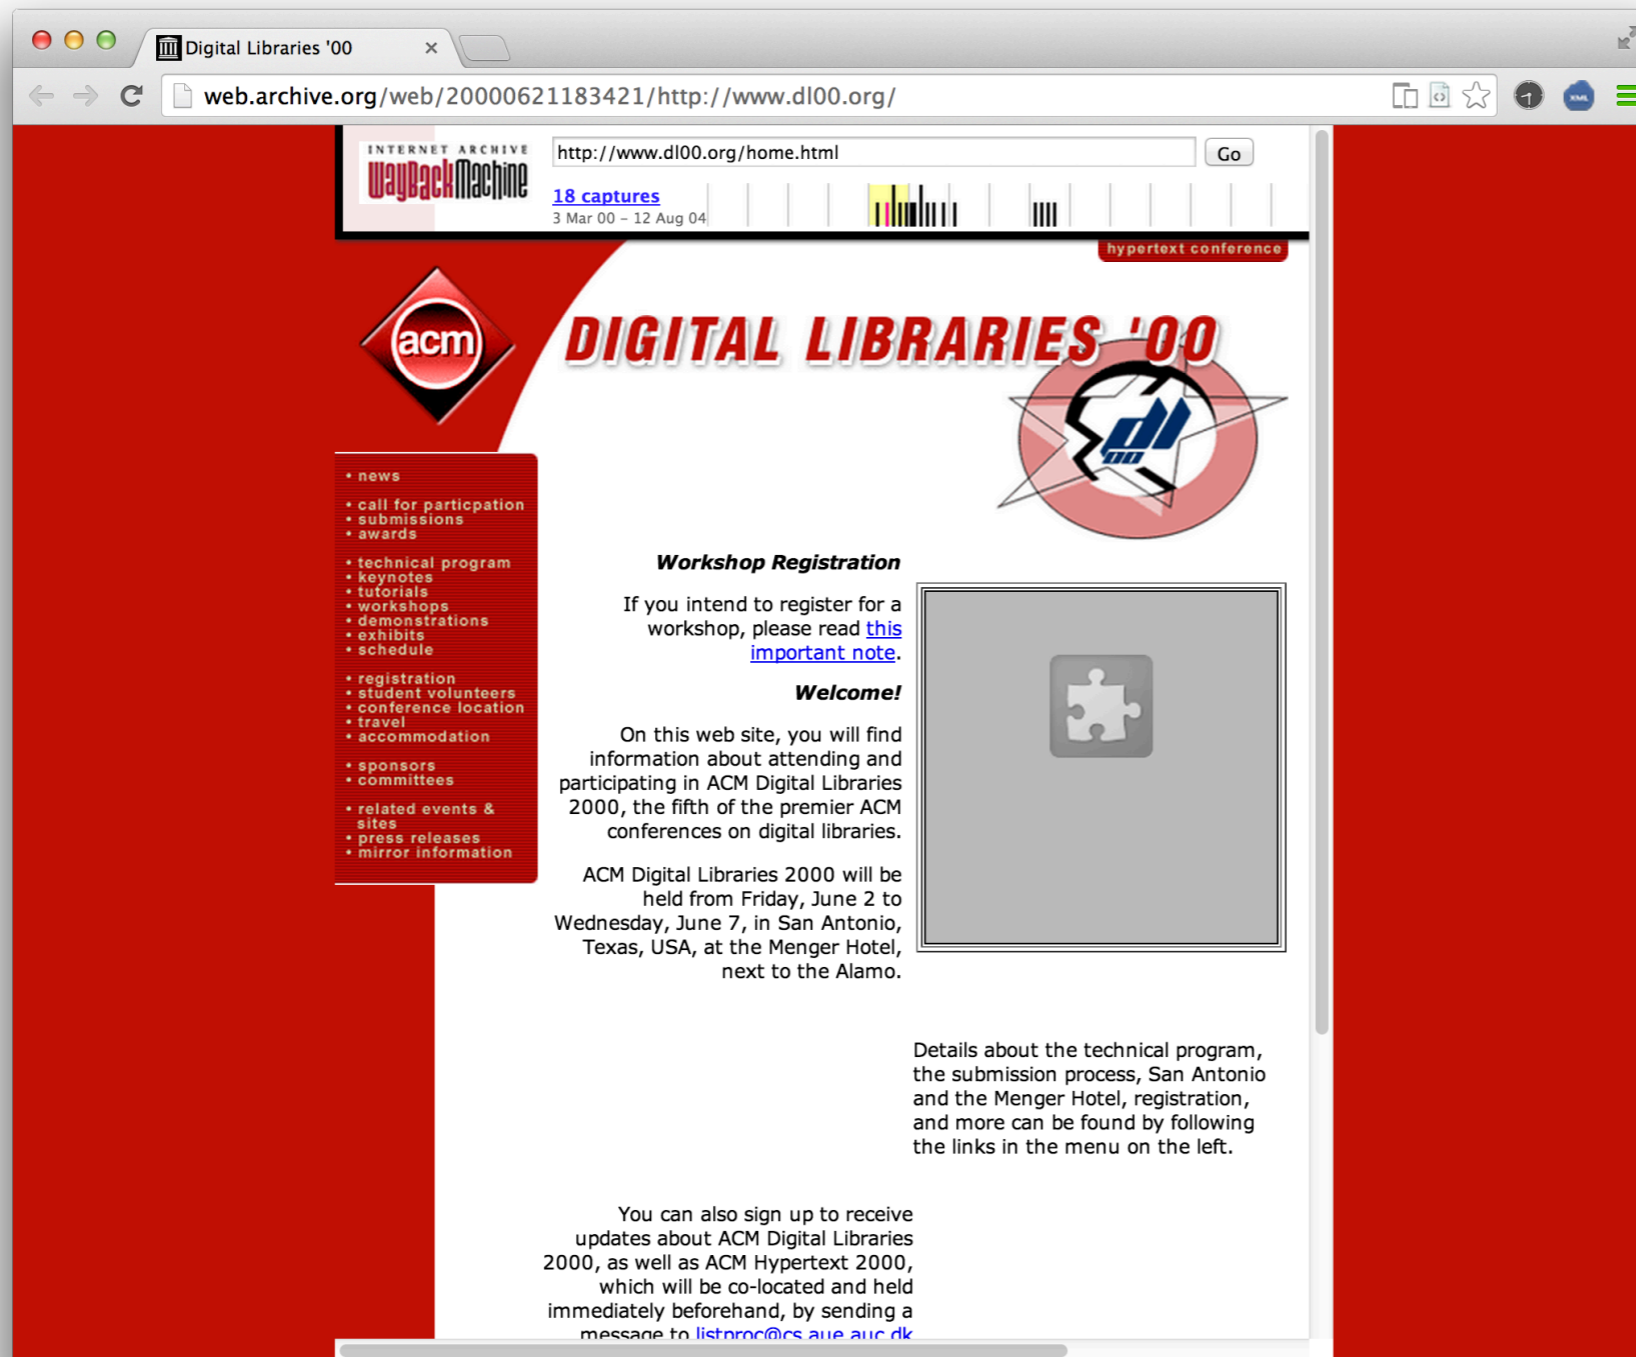 Digital Libraries '00
web.archive.org/web/20000621183421/http://www.dl00.org/
XML
INTERNET ARCHIVE
WayBackMachine
http://www.dl00.org/home.html
Go
18 captures
3 Mar 00 - 12 Aug 04
hypertext conference
acm
DIGITAL LIBRARIES '00
dl
00
• news
• call for particpation
• submissions
• awards
• technical program
• keynotes
• tutorials
• workshops
• demonstrations
• exhibits
• schedule
• registration
• student volunteers
• conference location
• travel
• accommodation
• sponsors
• committees
• related events &
sites
• press releases
• mirror information
Workshop Registration
If you intend to register for a
workshop, please read this
important note.
Welcome!
On this web site, you will find
information about attending and
participating in ACM Digital Libraries
2000, the fifth of the premier ACM
conferences on digital libraries.
ACM Digital Libraries 2000 will be
held from Friday, June 2 to
Wednesday, June 7, in San Antonio,
Texas, USA, at the Menger Hotel,
next to the Alamo.
Details about the technical program,
the submission process, San Antonio
and the Menger Hotel, registration,
and more can be found by following
the links in the menu on the left.
You can also sign up to receive
updates about ACM Digital Libraries
2000, as well as ACM Hypertext 2000,
which will be co-located and held
immediately beforehand, by sending a
message to listproc@cs.aue.auc.dk